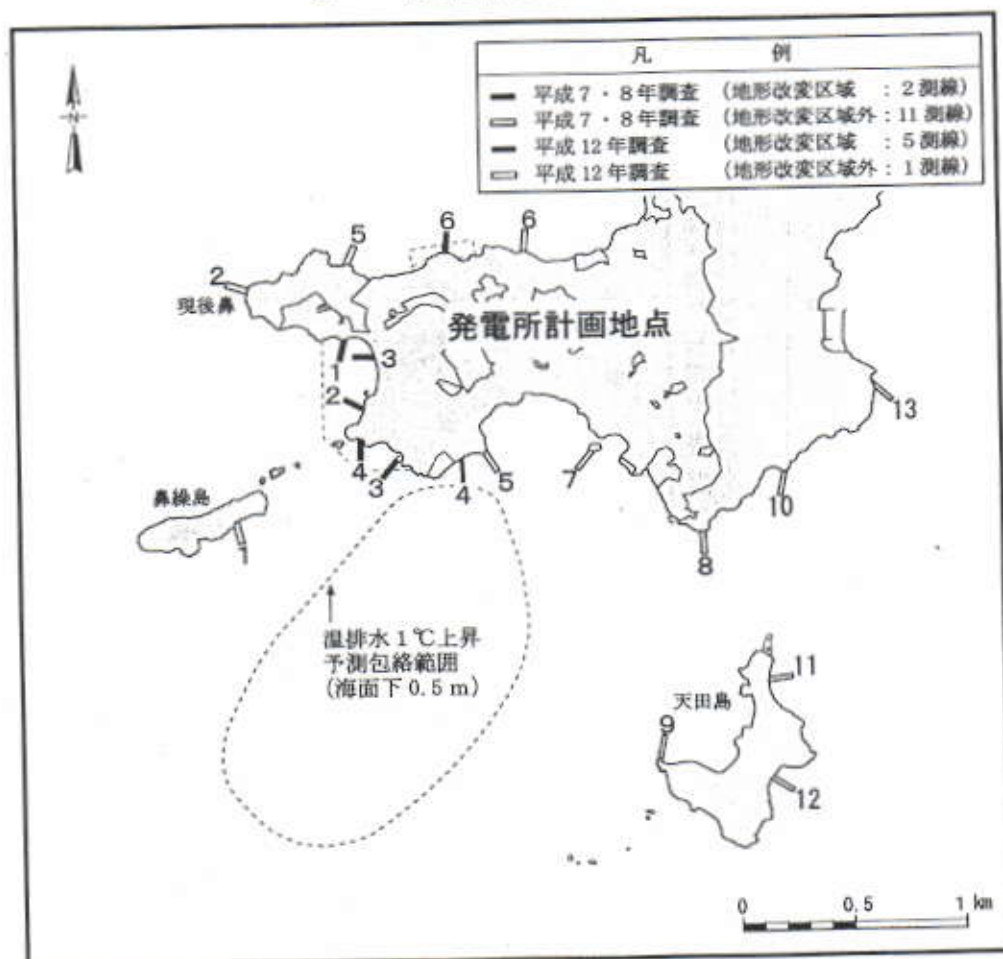 凡 例
平成7・8年調査 (地形改変区域 : 2測線)
平成7・8年調査 (地形改変区域外 : 11測線)
平成12年調査 (地形改変区域 : 5測線)
平成12年調査 (地形改変区域外 : 1測線)
N
6
6
5
2
現後鼻
発電所計画地点
1
3
2
13
4
3
4
5
7
10
鼻繰島
1
8
温排水1℃上昇
予測包絡範囲
(海面下0.5m)
11
天田島
9
12
0 0.5 1 km